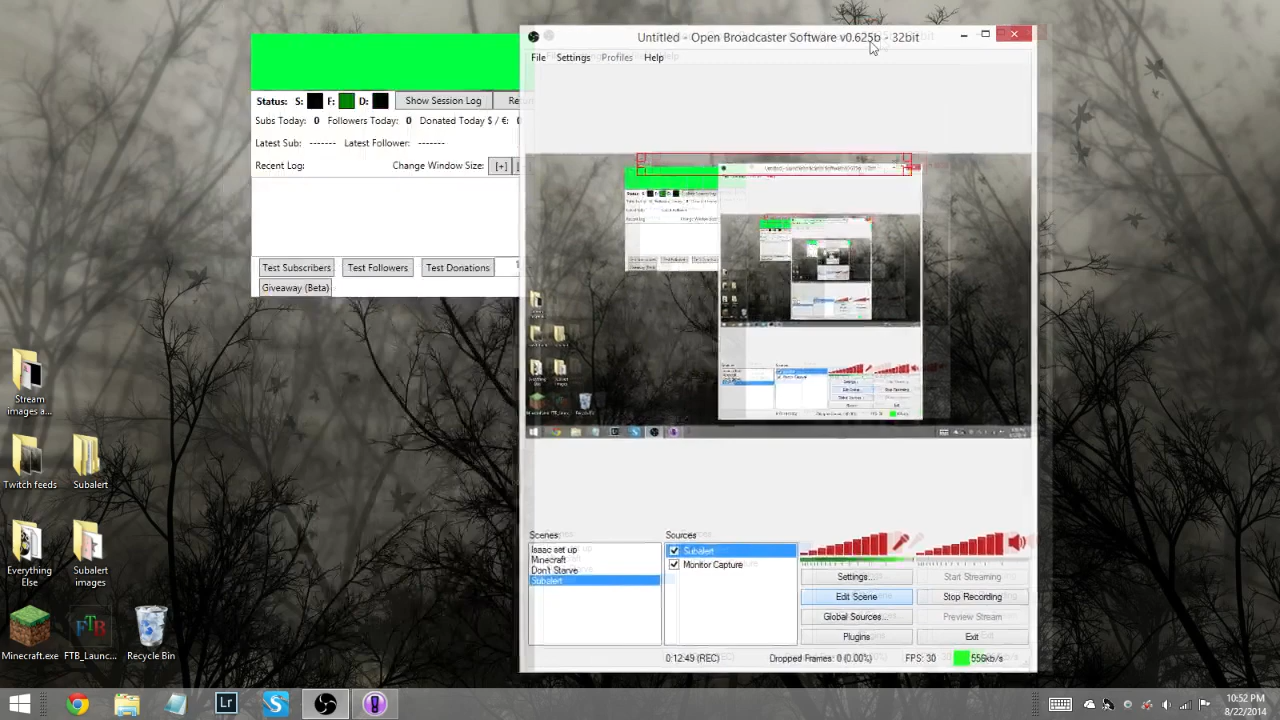 Untitled - Open Broadcaster Software v0.625b - 32bit
File Settings Profiles Help
Status: S: F: D: Show Session Log
Subs Today: 0 Followers Today: 0 Donated Today $ / €:
Latest Sub: ------- Latest Follower: -------
Recent Log: Change Window Size: [+]
Test Subscribers Test Followers Test Donations
Giveaway (Beta)
Stream
images a...
Twitch feeds
Subalert
Everything
Else
Subalert
images
Minecraft.exe
FTB
FTB_Launc...
Recycle Bin
Scenes:
Isaac set up
Minecraft
Don't Starve
Subalert
Sources
Subalert
Monitor Capture
Settings...
Start Streaming
Edit Scene
Stop Recording
Global Sources...
Preview Stream
Plugins
Exit
0:12:49 (REC) Dropped Frames: 0 (0.00%) FPS: 30 556kb/s
Lr
10:52 PM
8/22/2014